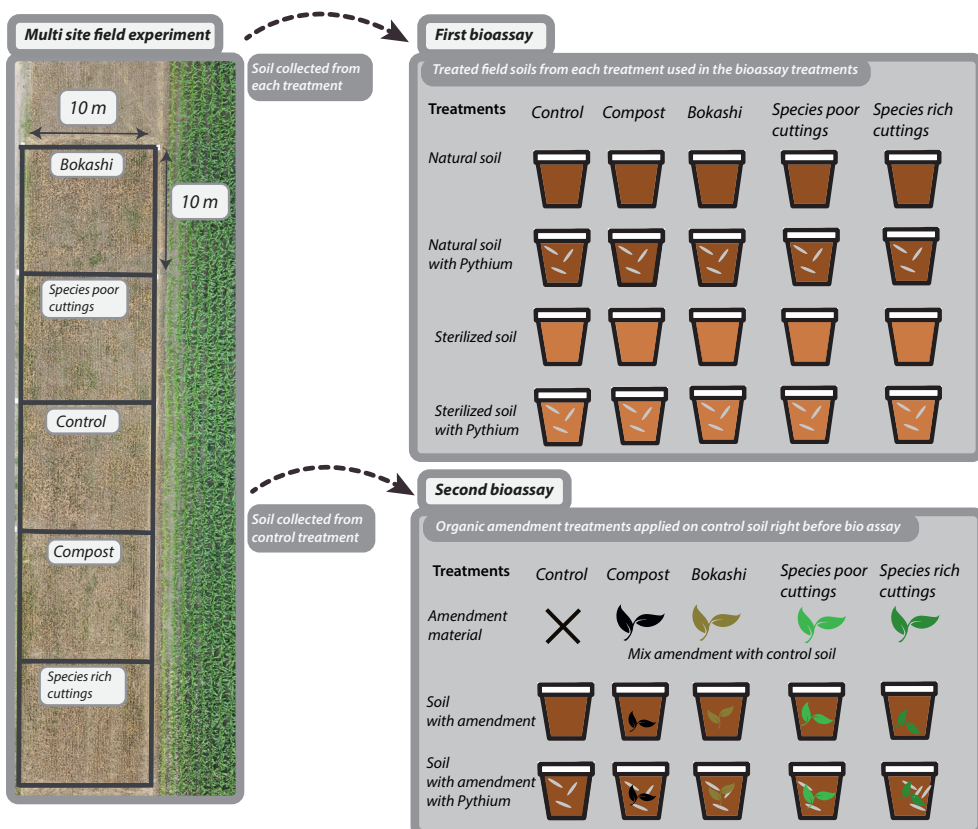 Multi site field experiment
10 m
Bokashi
10 m
Species poor
cuttings
Control
Compost
Species rich
cuttings
Soil collected from
each treatment
Soil collected from
control treatment
First bioassay
Treated field soils from each treatment used in the bioassay treatments
Treatments
Control
Compost
Bokashi
Species poor
cuttings
Species rich
cuttings
Natural soil
Natural soil
with Pythium
Sterilized soil
Sterilized soil
with Pythium
Second bioassay
Organic amendment treatments applied on control soil right before bio assay
Treatments
Control
Compost
Bokashi
Species poor
cuttings
Species rich
cuttings
Amendment
material
Mix amendment with control soil
Soil
with amendment
Soil
with amendment
with Pythium